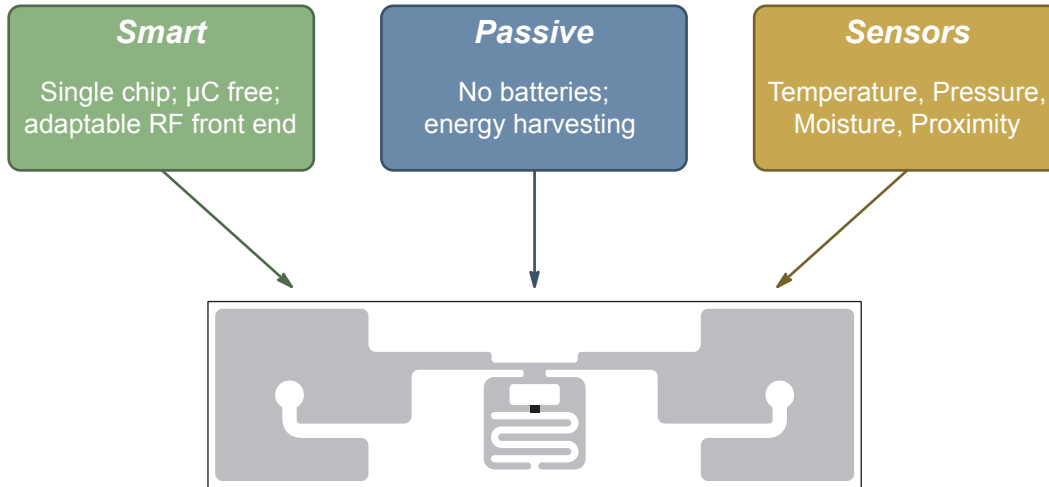 Smart
Single chip; µC free;
adaptable RF front end
Passive
No batteries;
energy harvesting
Sensors
Temperature, Pressure,
Moisture, Proximity